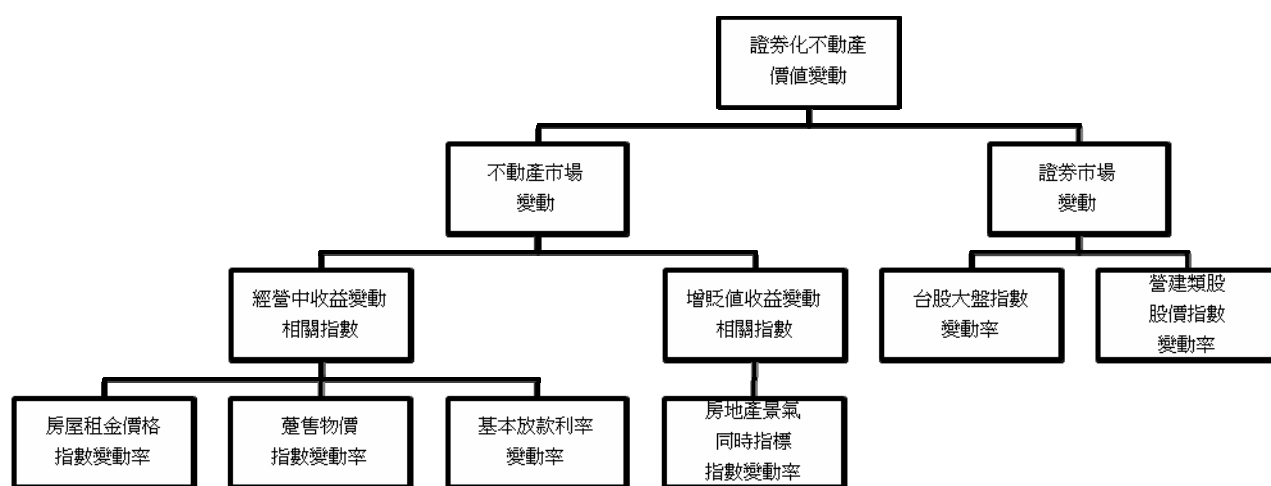 證券化不動產
價值變動
不動產市場
變動
證券市場
變動
經營中收益變動
相關指數
增貶值收益變動
相關指數
台股大盤指數
變動率
營建類股
股價指數
變動率
房屋租金價格
指數變動率
躉售物價
指數變動率
基本放款利率
變動率
房地產景氣
同時指標
指數變動率